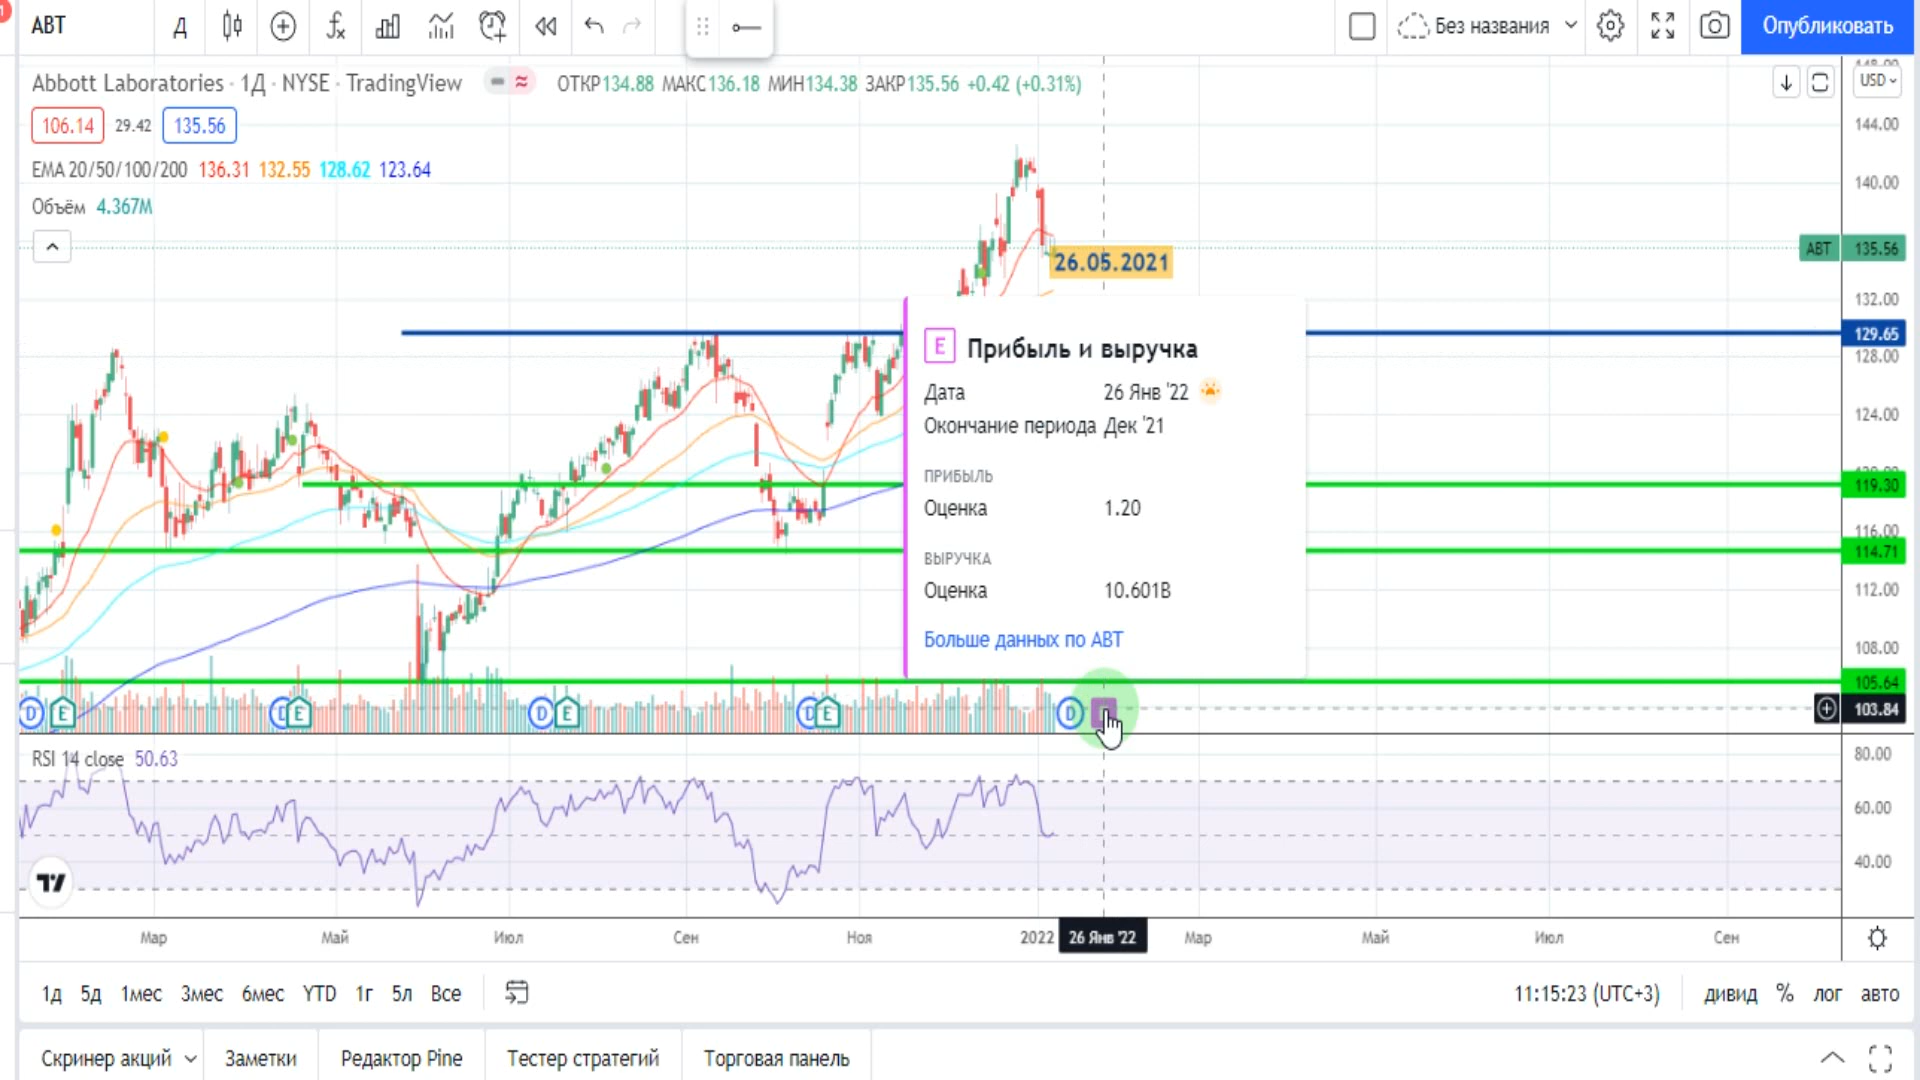 ABT
Д
Без названия
Опубликовать
Abbott Laboratories · 1Д · NYSE · TradingView
ОТКР134.88 МАКС136.18 МИН134.38 ЗАКР135.56 +0.42 (+0.31%)
USD
106.14 29.42 135.56
144.00
EMA 20/50/100/200 136.31 132.55 128.62 123.64
140.00
Объём 4.367M
ABT 135.56
26.05.2021
132.00
129.65
128.00
E Прибыль и выручка
Дата 26 Янв '22
Окончание периода Дек '21
124.00
ПРИБЫЛЬ
119.30
Оценка 1.20
116.00
114.71
ВЫРУЧКА
Оценка 10.601B
112.00
Больше данных по ABT
108.00
105.64
103.84
D E D E D E D E D
RSI 14 close 50.63
80.00
60.00
40.00
Мар Май Июл Сен Ноя 2022 26 Янв '22 Мар Май Июл Сен
1д 5д 1мес 3мес 6мес YTD 1г 5л Все
11:15:23 (UTC+3) дивид % лог авто
Скринер акций Заметки Редактор Pine Тестер стратегий Торговая панель